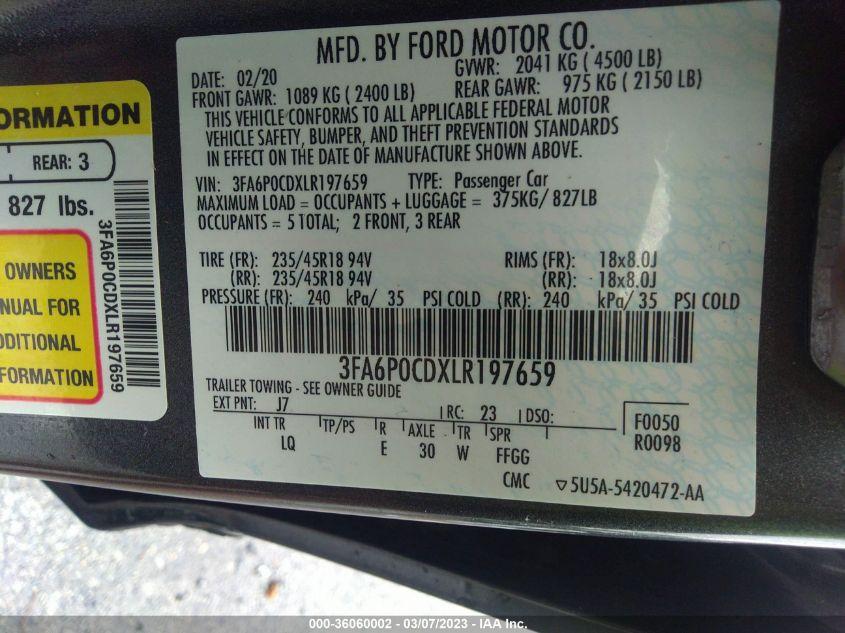 ORMATION
REAR: 3
827 lbs.
OWNERS
NUAL FOR
DDITIONAL
FORMATION
3FA6P0CDXLR197659
MFD. BY FORD MOTOR CO.
DATE: 02/20 GVWR: 2041 KG ( 4500 LB)
FRONT GAWR: 1089 KG ( 2400 LB) REAR GAWR: 975 KG ( 2150 LB)
THIS VEHICLE CONFORMS TO ALL APPLICABLE FEDERAL MOTOR
VEHICLE SAFETY, BUMPER, AND THEFT PREVENTION STANDARDS
IN EFFECT ON THE DATE OF MANUFACTURE SHOWN ABOVE.
VIN: 3FA6P0CDXLR197659 TYPE: Passenger Car
MAXIMUM LOAD = OCCUPANTS + LUGGAGE = 375KG/ 827LB
OCCUPANTS = 5 TOTAL; 2 FRONT, 3 REAR
TIRE (FR): 235/45R18 94V RIMS (FR): 18x8.0J
(RR): 235/45R18 94V (RR): 18x8.0J
PRESSURE (FR): 240 kPa/ 35 PSI COLD (RR): 240 kPa/ 35 PSI COLD
3FA6P0CDXLR197659
TRAILER TOWING - SEE OWNER GUIDE
EXT PNT: J7 RC: 23 DSO: F0050
INT TR TP/PS R AXLE TR SPR R0098
LQ E 30 W FFGG
CMC ▽5U5A-5420472-AA
000-36060002 - 03/07/2023 - IAA Inc.